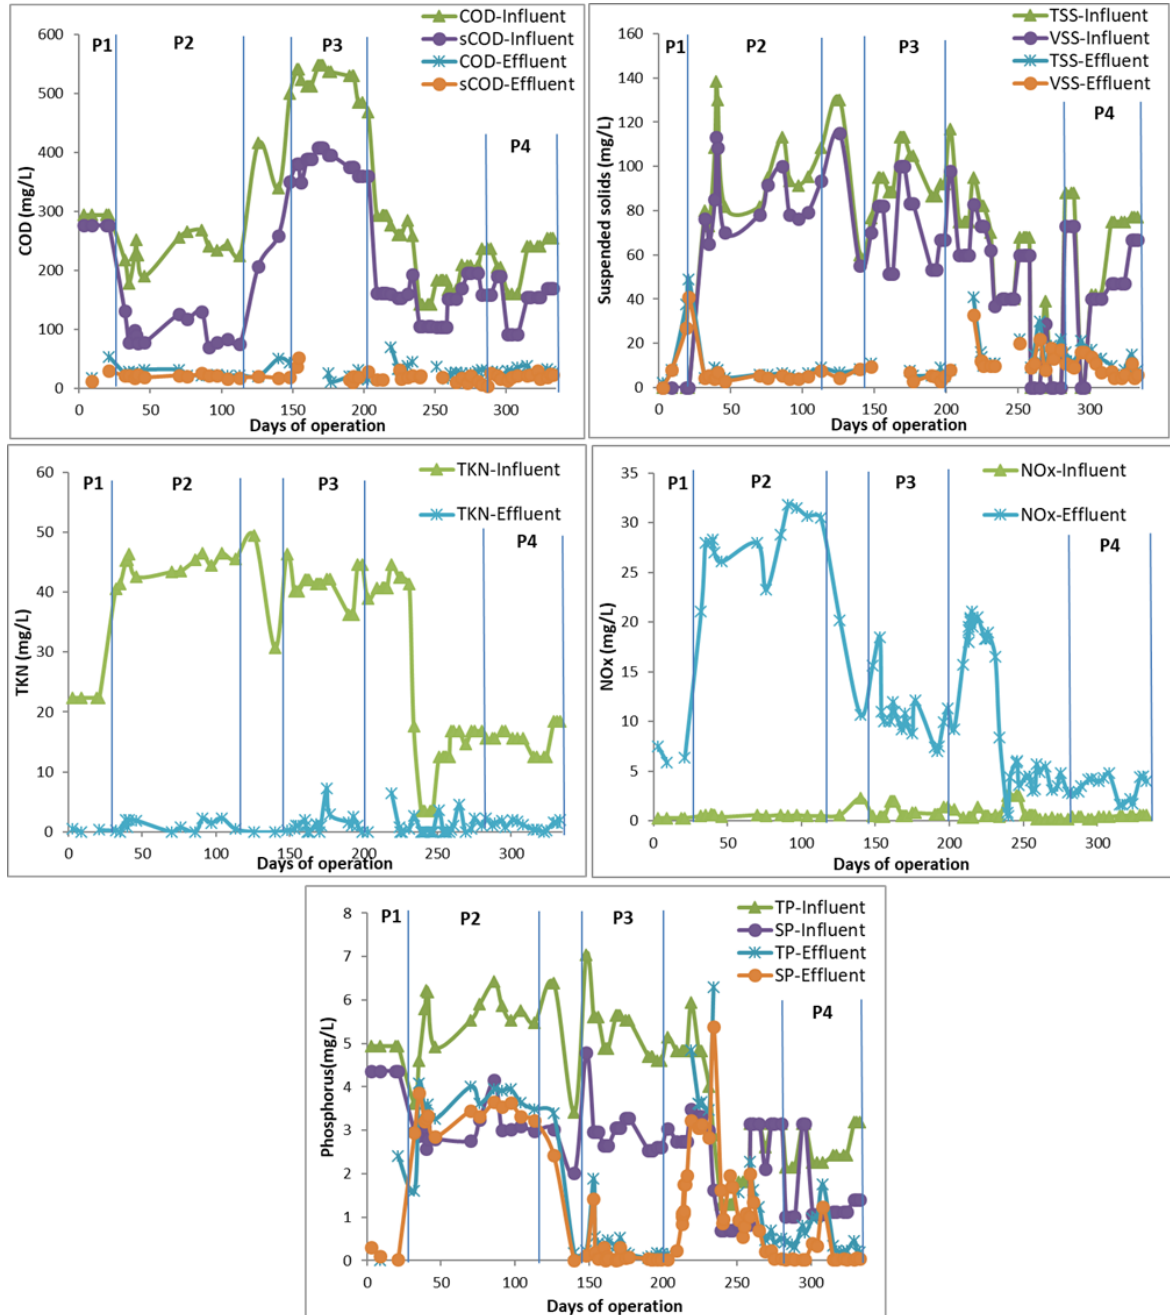 COD-Influent
sCOD-Influent
COD-Effluent
sCOD-Effluent
P1 P2 P3 P4
COD (mg/L)
600
500
400
300
200
100
0
0 50 100 150 200 250 300
Days of operation
TSS-Influent
VSS-Influent
TSS-Effluent
VSS-Effluent
P1 P2 P3 P4
Suspended solids (mg/L)
160
140
120
100
80
60
40
20
0
0 50 100 150 200 250 300
Days of operation
TKN-Influent
TKN-Effluent
P1 P2 P3 P4
TKN (mg/L)
60
50
40
30
20
10
0
0 50 100 150 200 250 300
Days of operation
NOx-Influent
NOx-Effluent
P1 P2 P3 P4
NOx (mg/L)
35
30
25
20
15
10
5
0
0 50 100 150 200 250 300
Days of operation
TP-Influent
SP-Influent
TP-Effluent
SP-Effluent
P1 P2 P3 P4
Phosphorus(mg/L)
8
7
6
5
4
3
2
1
0
0 50 100 150 200 250 300
Days of operation